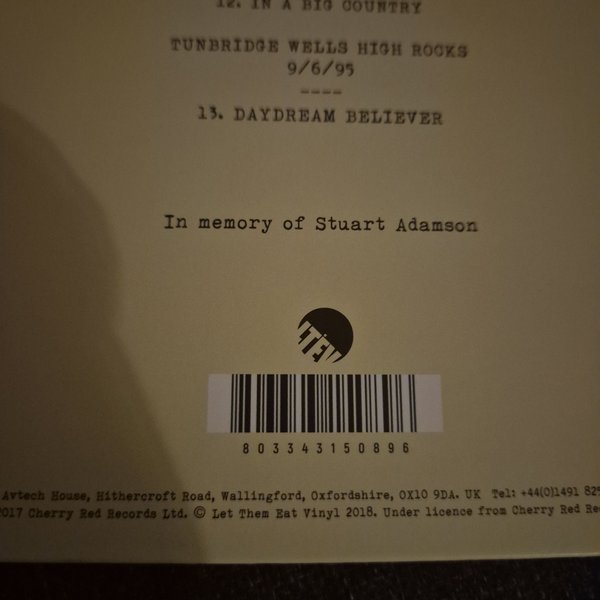 12. IN A BIG COUNTRY
TUNBRIDGE WELLS HIGH ROCKS
9/6/95
----
13. DAYDREAM BELIEVER
In memory of Stuart Adamson
LTEV
803343150896
Avtech House, Hithercroft Road, Wallingford, Oxfordshire, OX10 9DA. UK Tel: +44(0)1491 825
2017 Cherry Red Records Ltd. © Let Them Eat Vinyl 2018. Under licence from Cherry Red Re